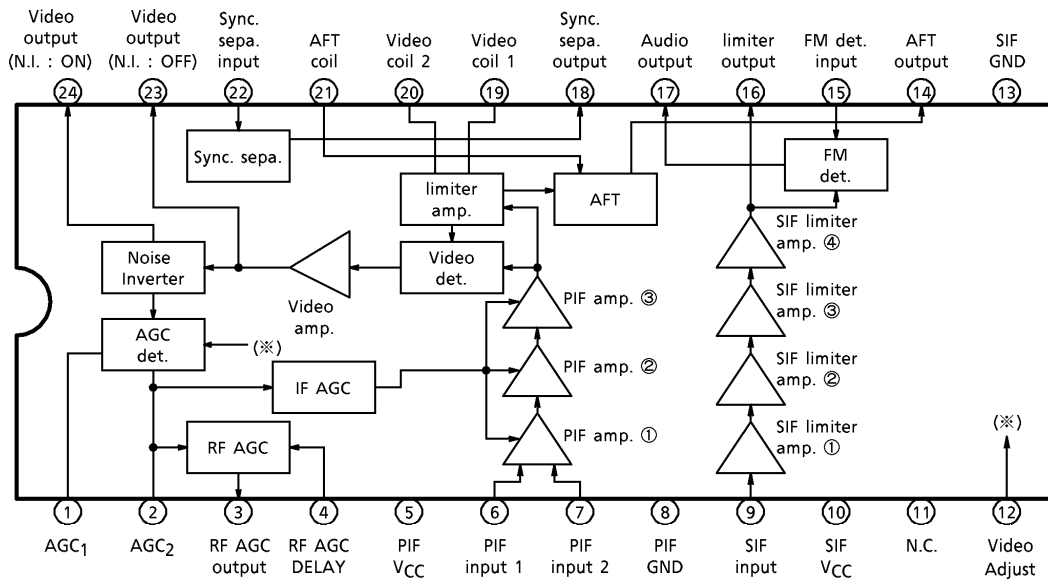 Video
output
(N.I. : ON)
Video
output
(N.I. : OFF)
Sync.
sepa.
input
AFT
coil
Video
coil 2
Video
coil 1
Sync.
sepa.
output
Audio
output
limiter
output
FM det.
input
AFT
output
SIF
GND
24
23
22
21
20
19
18
17
16
15
14
13
Sync. sepa.
limiter
amp.
AFT
FM
det.
Noise
Inverter
Video
amp.
Video
det.
SIF limiter
amp. ④
PIF amp. ③
SIF limiter
amp. ③
AGC
det.
(※)
IF AGC
PIF amp. ②
SIF limiter
amp. ②
RF AGC
PIF amp. ①
SIF limiter
amp. ①
(※)
1
2
3
4
5
6
7
8
9
10
11
12
AGC1
AGC2
RF AGC
output
RF AGC
DELAY
PIF
VCC
PIF
input 1
PIF
input 2
PIF
GND
SIF
input
SIF
VCC
N.C.
Video
Adjust